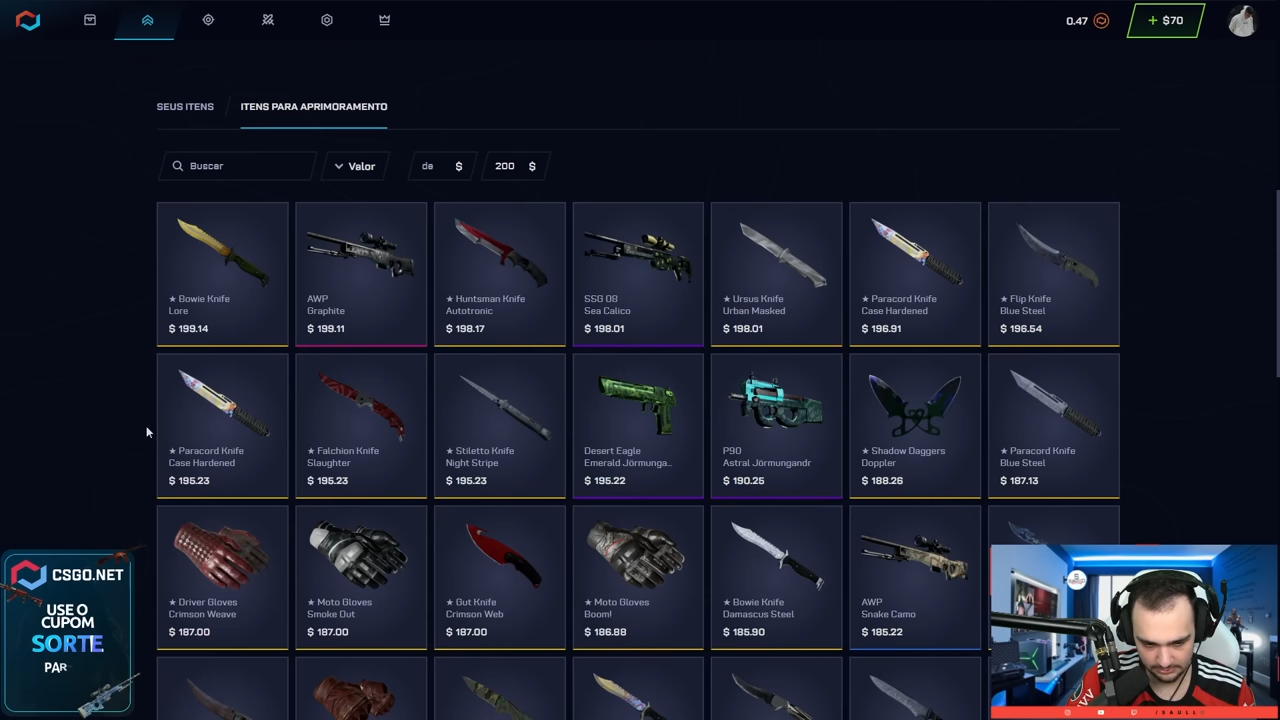 0.47
+ $70
SEUS ITENS
ITENS PARA APRIMORAMENTO
Buscar
Valor
de $
200 $
★ Bowie Knife
Lore
$ 199.14
AWP
Graphite
$ 199.11
★ Huntsman Knife
Autotronic
$ 198.17
SSG 08
Sea Calico
$ 198.01
★ Ursus Knife
Urban Masked
$ 198.01
★ Paracord Knife
Case Hardened
$ 196.91
★ Flip Knife
Blue Steel
$ 196.54
★ Paracord Knife
Case Hardened
$ 195.23
★ Falchion Knife
Slaughter
$ 195.23
★ Stiletto Knife
Night Stripe
$ 195.23
Desert Eagle
Emerald Jörmunga...
$ 195.22
P90
Astral Jörmungandr
$ 190.25
★ Shadow Daggers
Doppler
$ 188.26
★ Paracord Knife
Blue Steel
$ 187.13
★ Driver Gloves
Crimson Weave
$ 187.00
★ Moto Gloves
Smoke Out
$ 187.00
★ Gut Knife
Crimson Web
$ 187.00
★ Moto Gloves
Boom!
$ 186.88
★ Bowie Knife
Damascus Steel
$ 185.90
AWP
Snake Camo
$ 185.22
CSGO.NET
USE O
CUPOM
SORTE
PAR